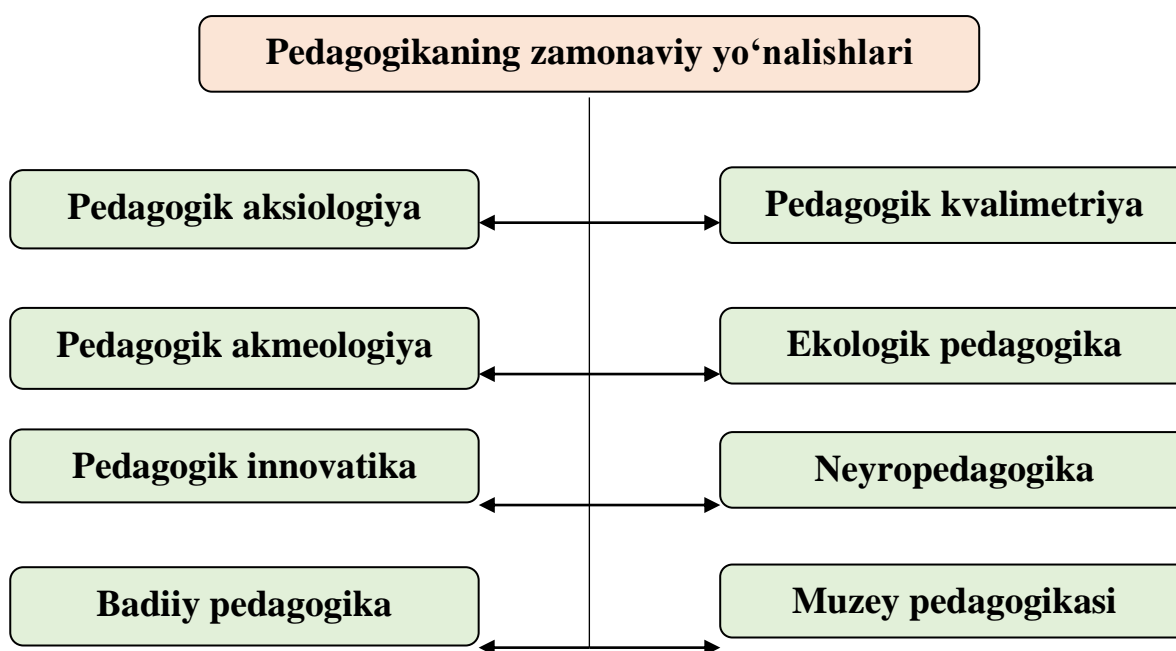 Pedagogikaning zamonaviy yo‘nalishlari
Pedagogik aksiologiya
Pedagogik kvalimetriya
Pedagogik akmeologiya
Ekologik pedagogika
Pedagogik innovatika
Neyropedagogika
Badiiy pedagogika
Muzey pedagogikasi